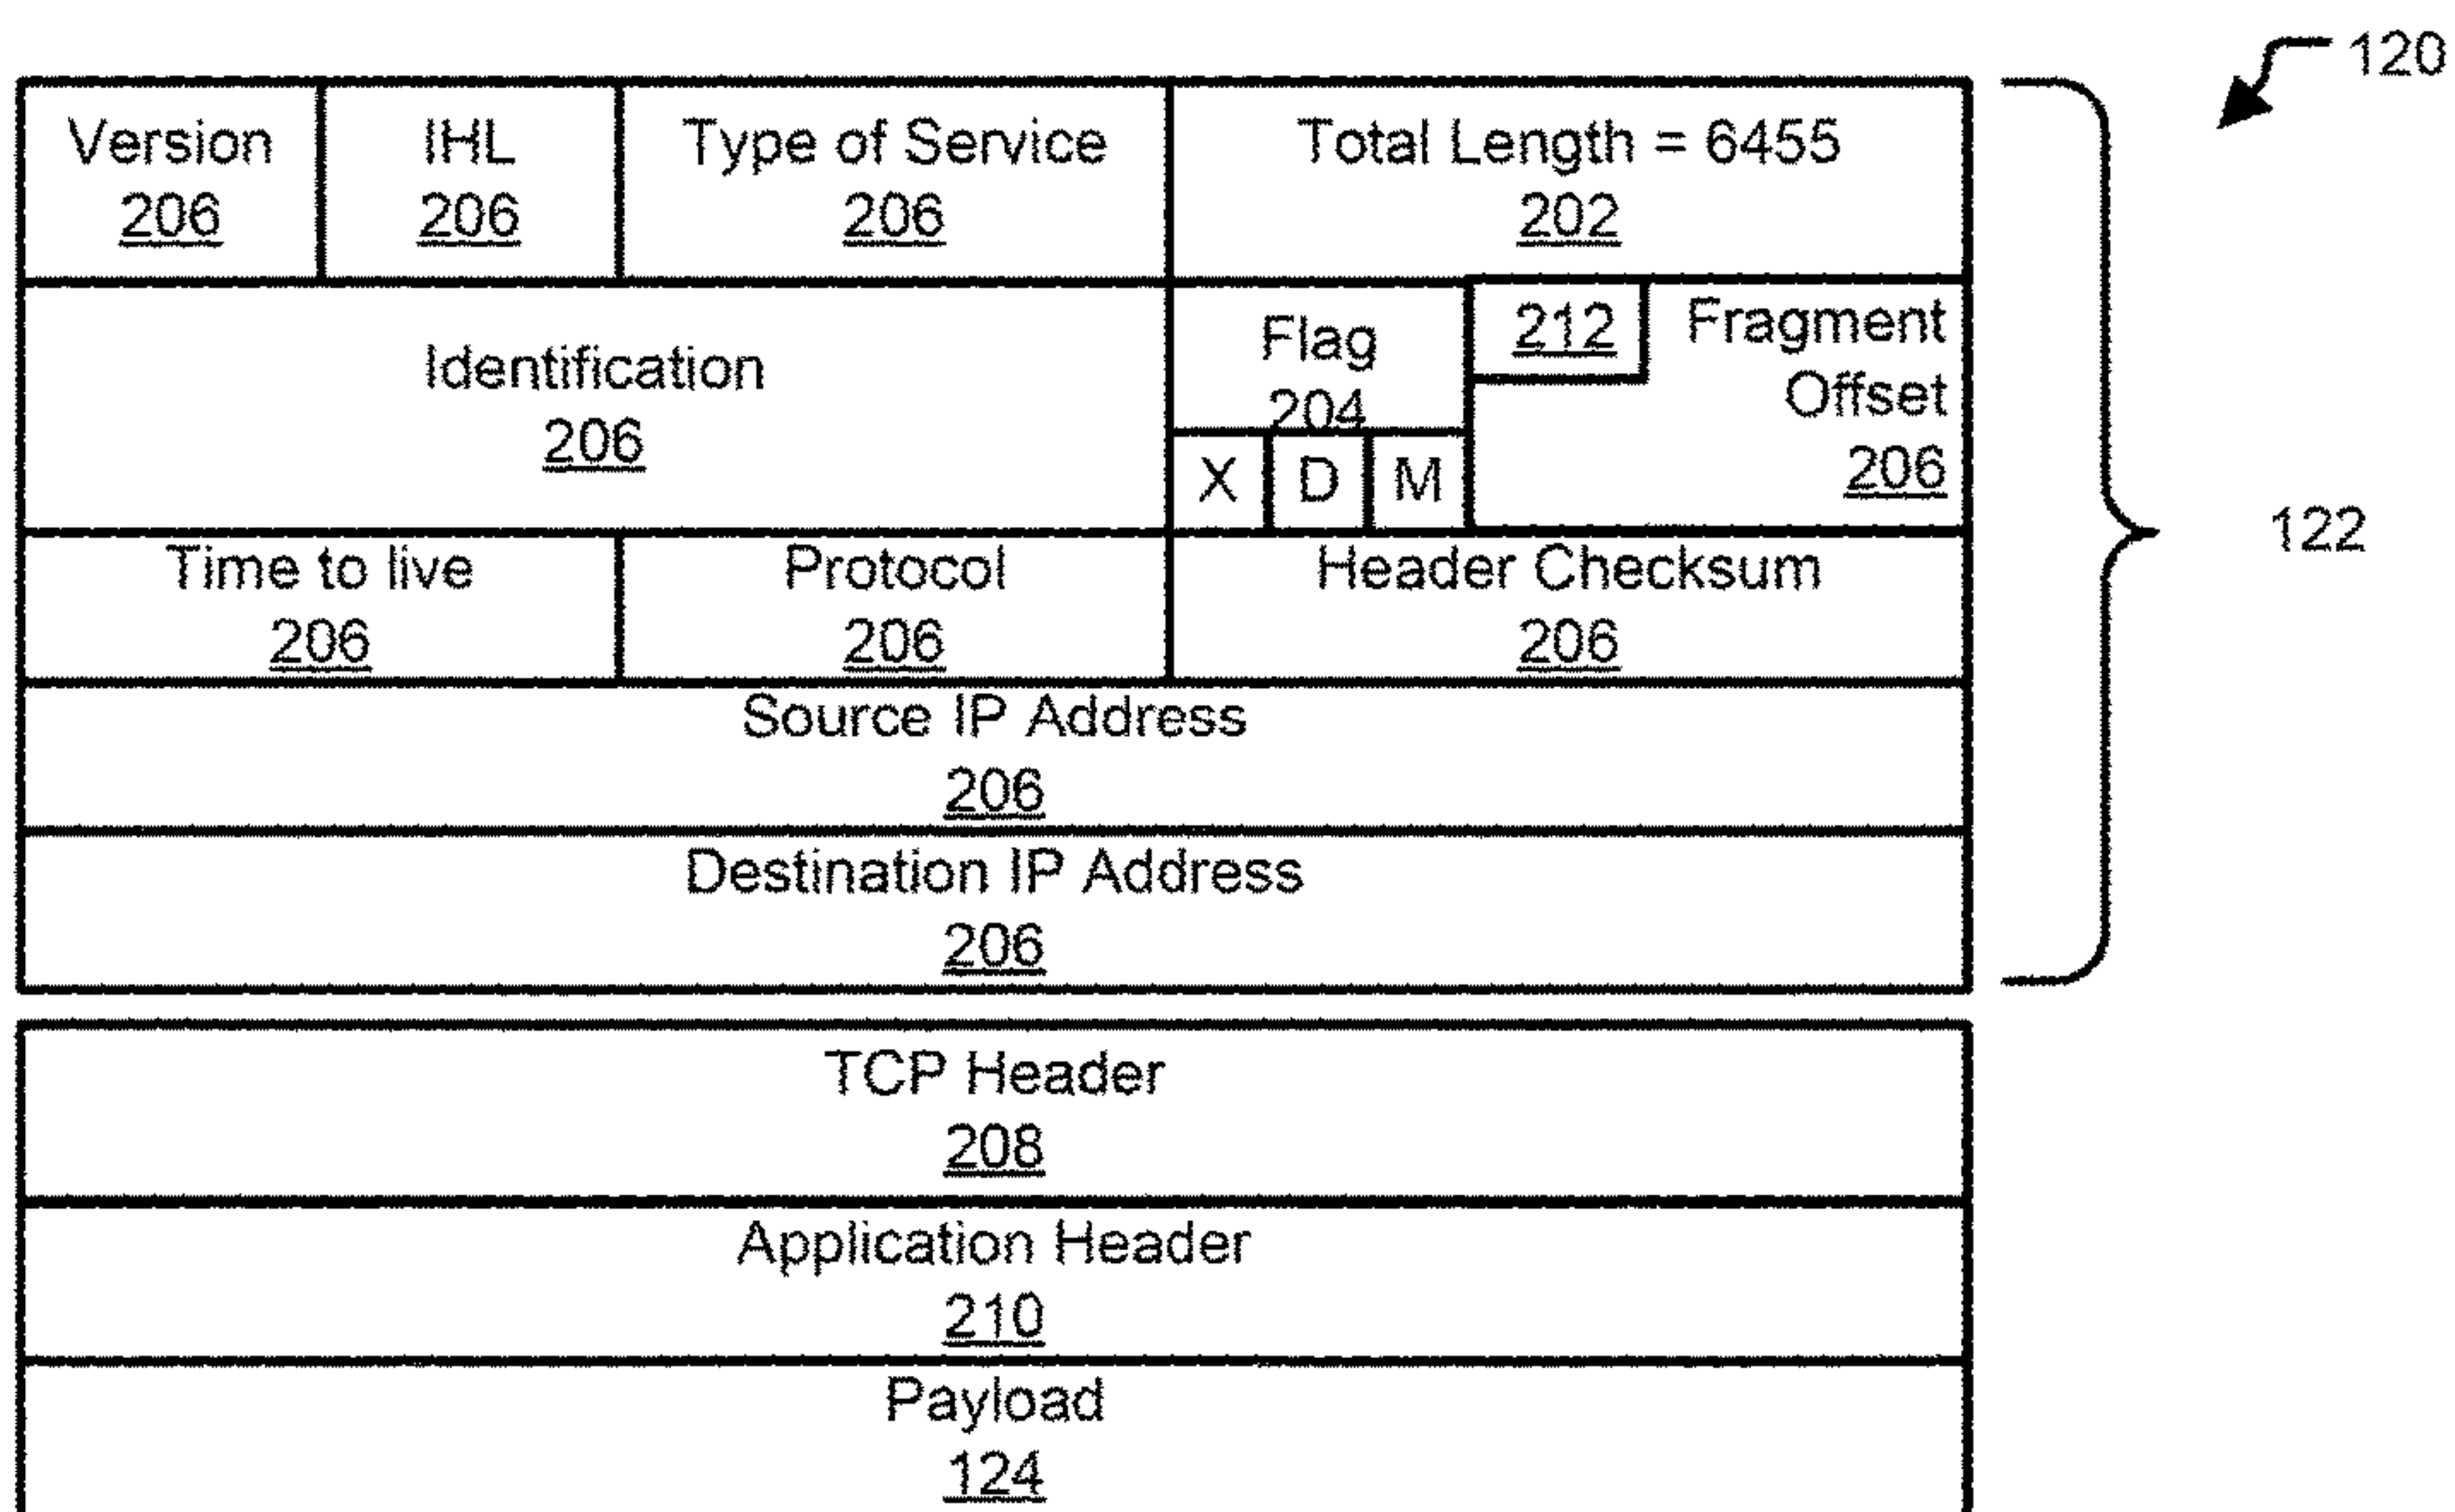 120
Version
206
IHL
206
Type of Service
206
Total Length = 6455
202
Identification
206
Flag
204
X D M
212
Fragment
Offset
206
122
Time to live
206
Protocol
206
Header Checksum
206
Source IP Address
206
Destination IP Address
206
TCP Header
208
Application Header
210
Payload
124